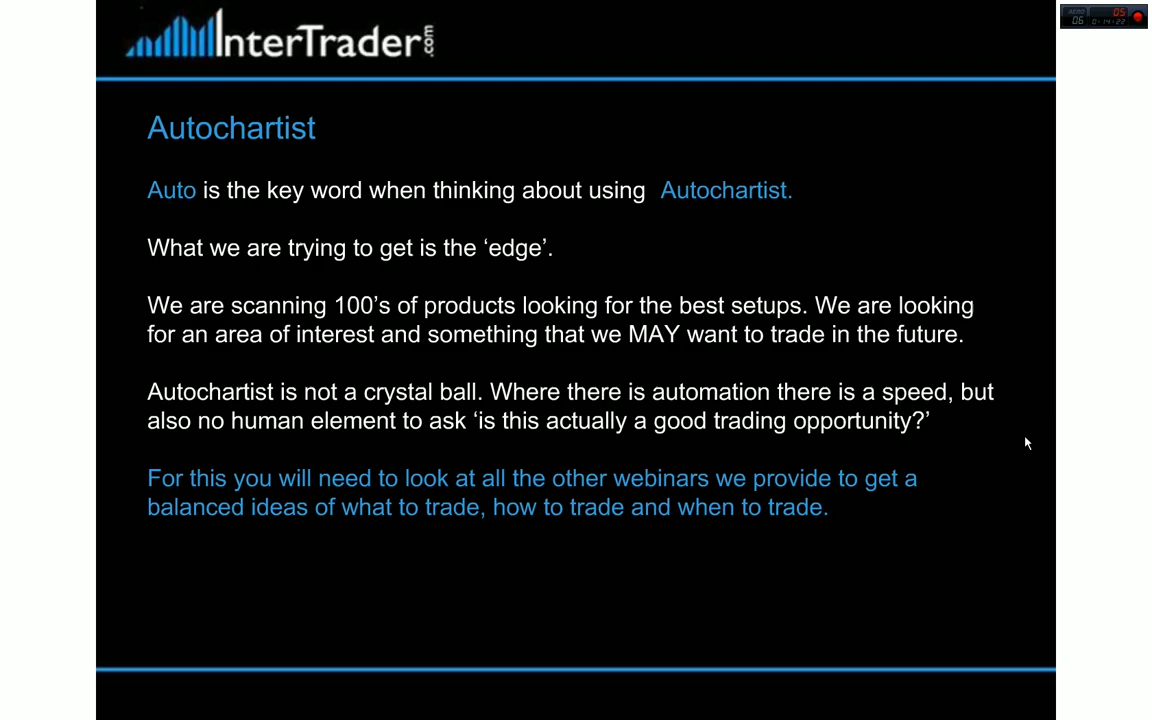 InterTrader.com
Autochartist
Auto is the key word when thinking about using Autochartist.
What we are trying to get is the ‘edge’.
We are scanning 100’s of products looking for the best setups. We are looking
for an area of interest and something that we MAY want to trade in the future.
Autochartist is not a crystal ball. Where there is automation there is a speed, but
also no human element to ask ‘is this actually a good trading opportunity?’
For this you will need to look at all the other webinars we provide to get a
balanced ideas of what to trade, how to trade and when to trade.